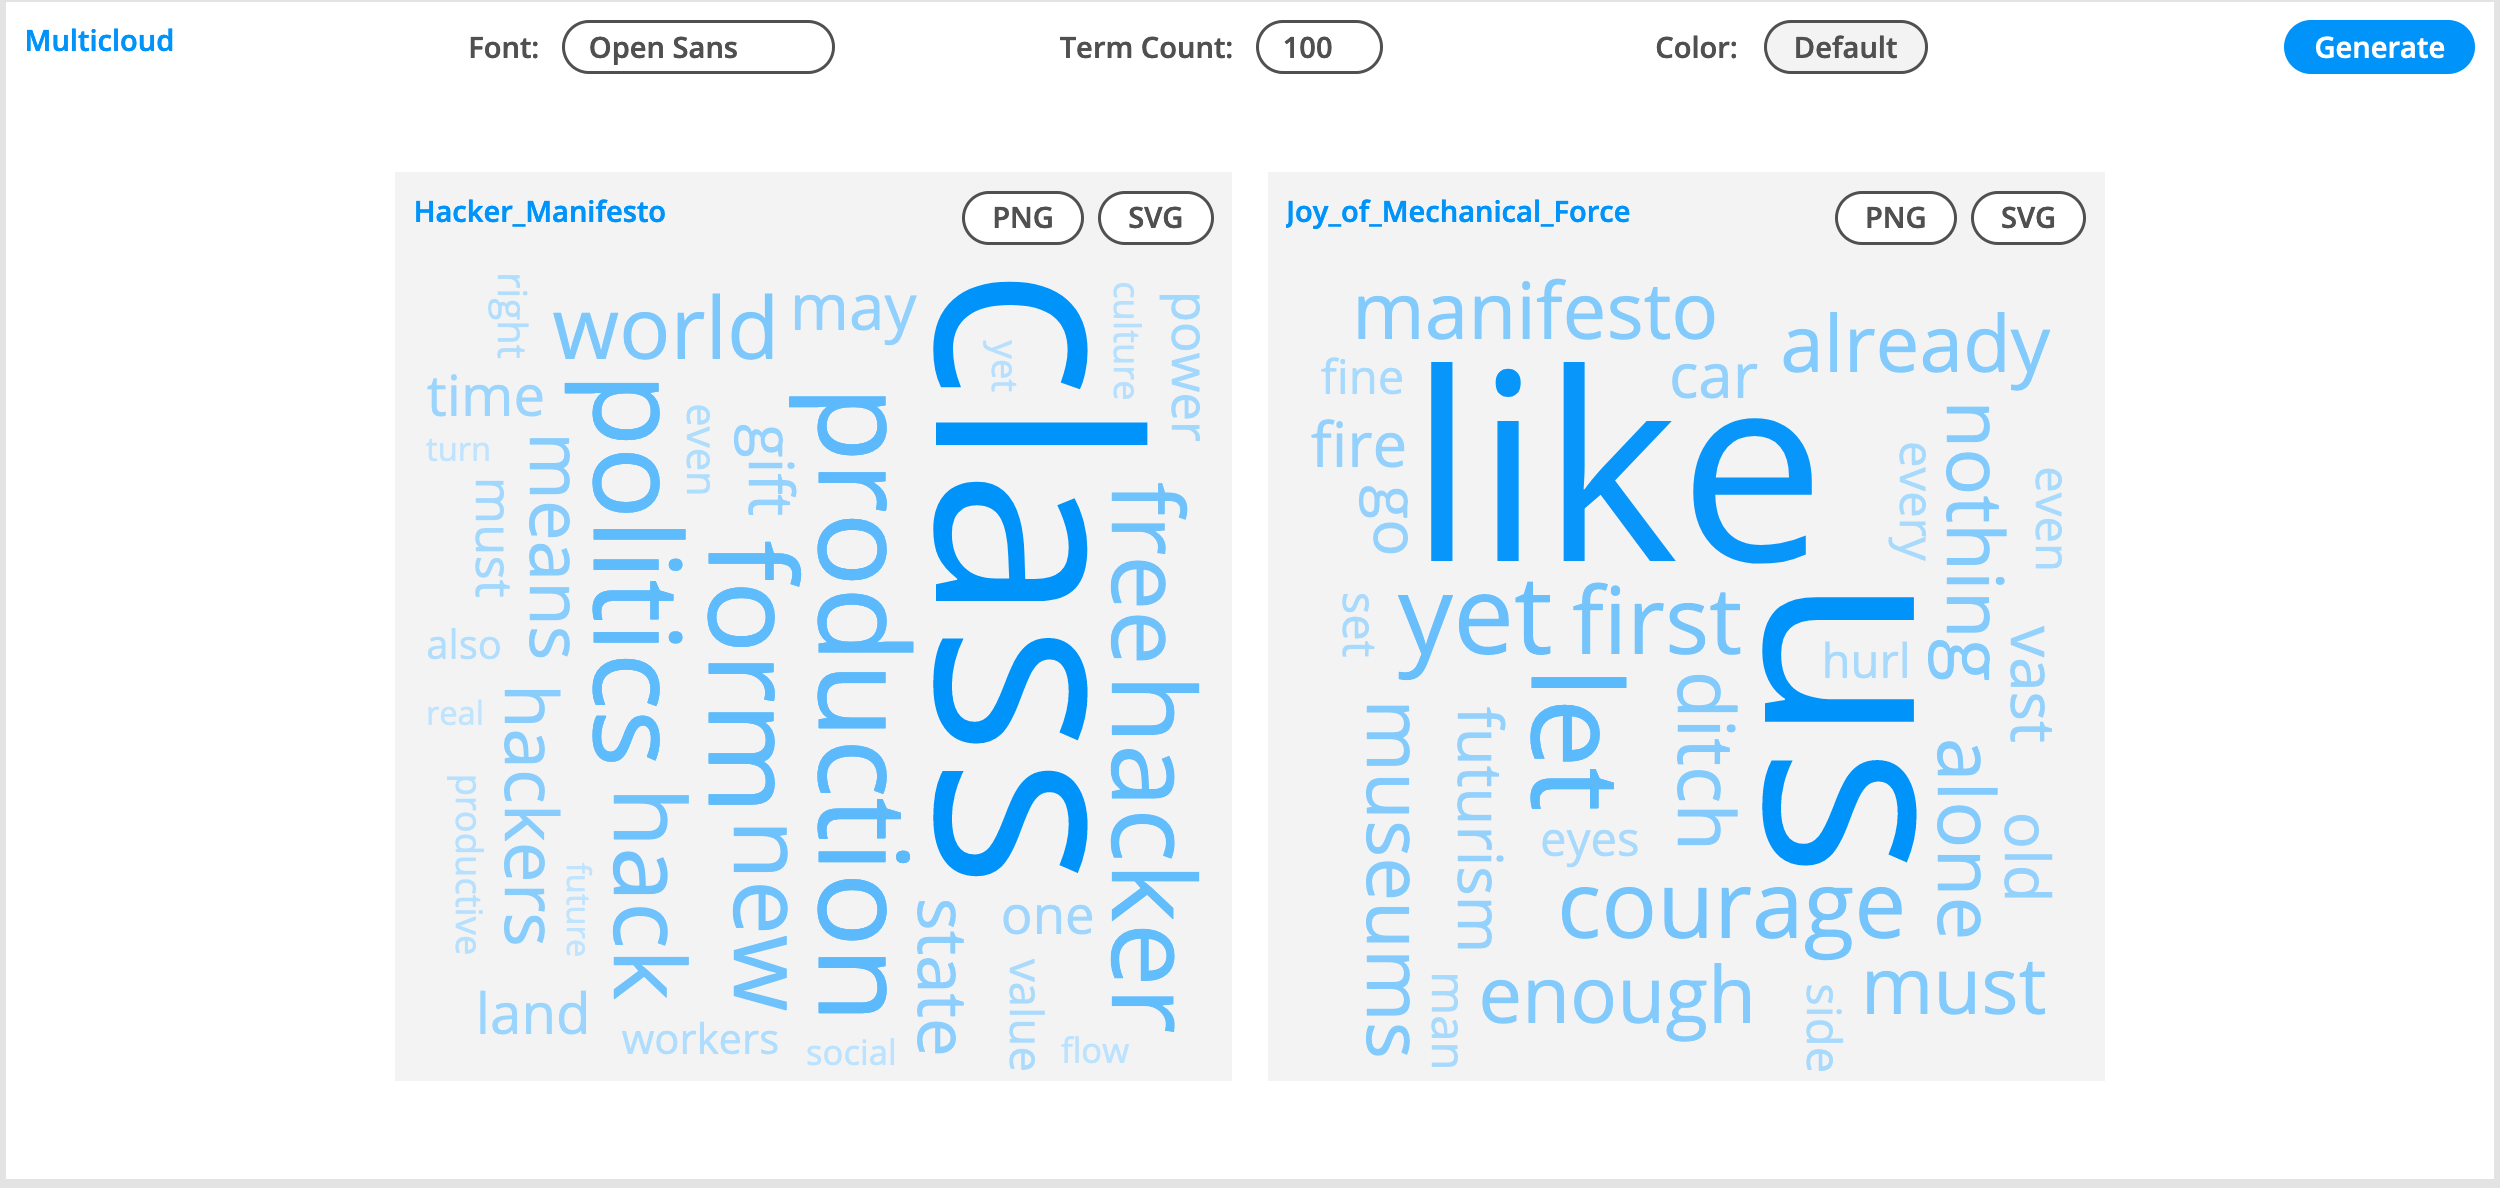 Multicloud
Font: Open Sans
Term Count: 100
Color: Default
Generate
Hacker_Manifesto
PNG
SVG
right
world
may
class
yet
culture
power
time
politics
even
gift
production
turn
means
must
form
free
also
real
hackers
hack
new
hacker
productive
future
state
one
value
land
workers
social
flow
Joy_of_Mechanical_Force
PNG
SVG
manifesto
already
fine
car
like
fire
go
nothing
every
even
set
yet
first
us
hurl
vast
museums
futurism
let
ditch
eyes
alone
old
courage
man
enough
side
must